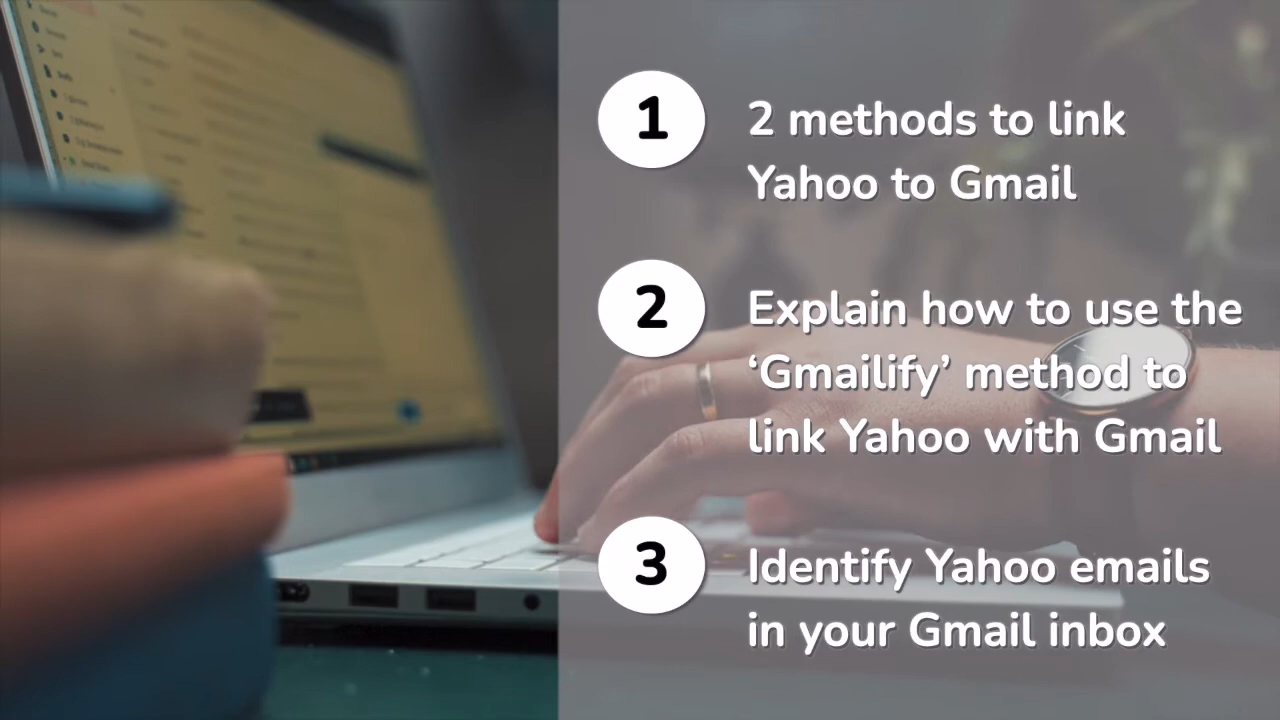 1
2 methods to link
Yahoo to Gmail
2
Explain how to use the
‘Gmailify’ method to
link Yahoo with Gmail
3
Identify Yahoo emails
in your Gmail inbox